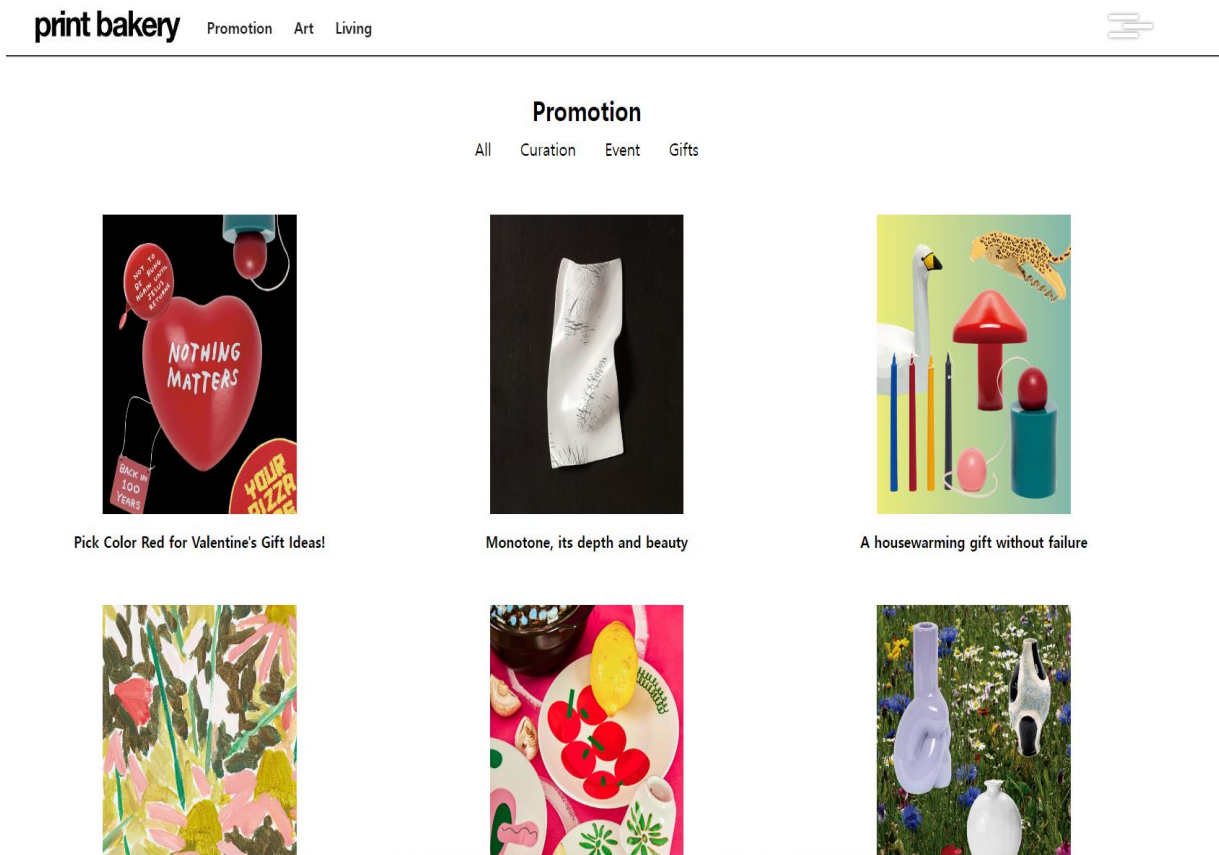 print bakery Promotion Art Living
Promotion
All Curation Event Gifts
NOT TO
BE BUGG
AGAIN UNTIL
JESUS
RETURNS
NOTHING
MATTERS
BACK IN
100
YEARS
YOUR
PIZZA
Pick Color Red for Valentine's Gift Ideas!
Monotone, its depth and beauty
A housewarming gift without failure